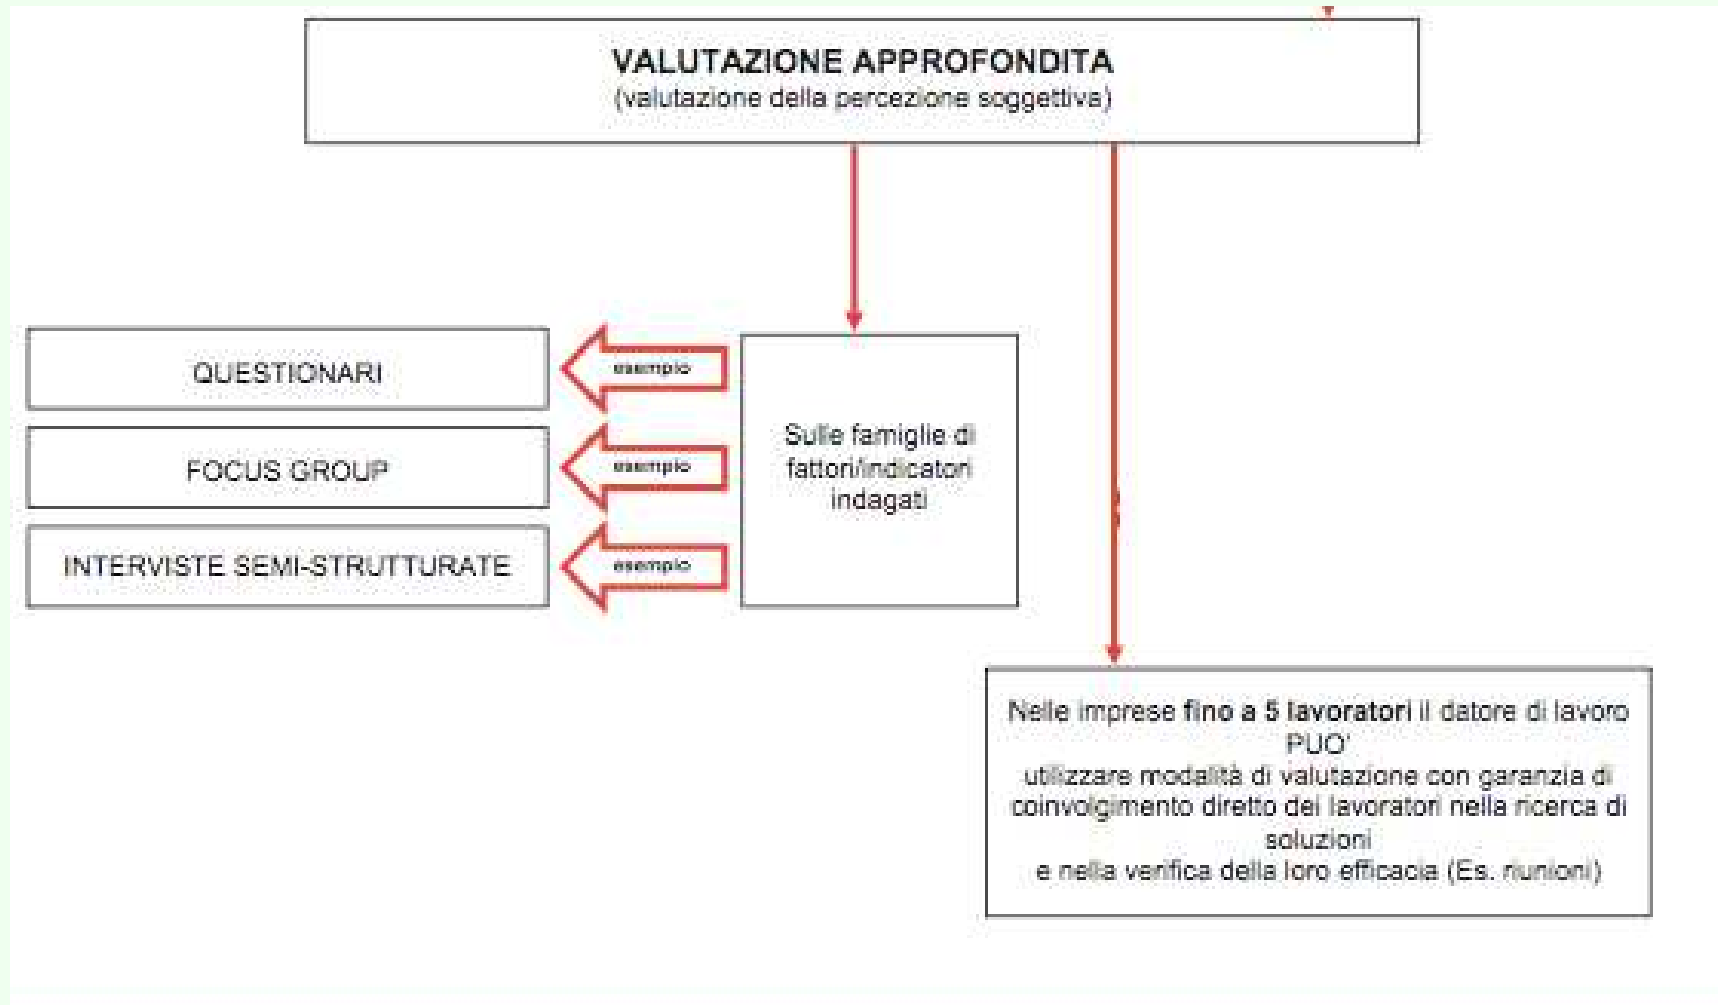 VALUTAZIONE APPROFONDITA
(valutazione della percezione soggettiva)
QUESTIONARI
esempio
FOCUS GROUP
esempio
INTERVISTE SEMI-STRUTTURATE
esempio
Sulle famiglie di
fattori/indicatori
indagati
Nelle imprese fino a 5 lavoratori il datore di lavoro
PUO'
utilizzare modalità di valutazione con garanzia di
coinvolgimento diretto dei lavoratori nella ricerca di
soluzioni
e nella verifica della loro efficacia (Es. riunioni)